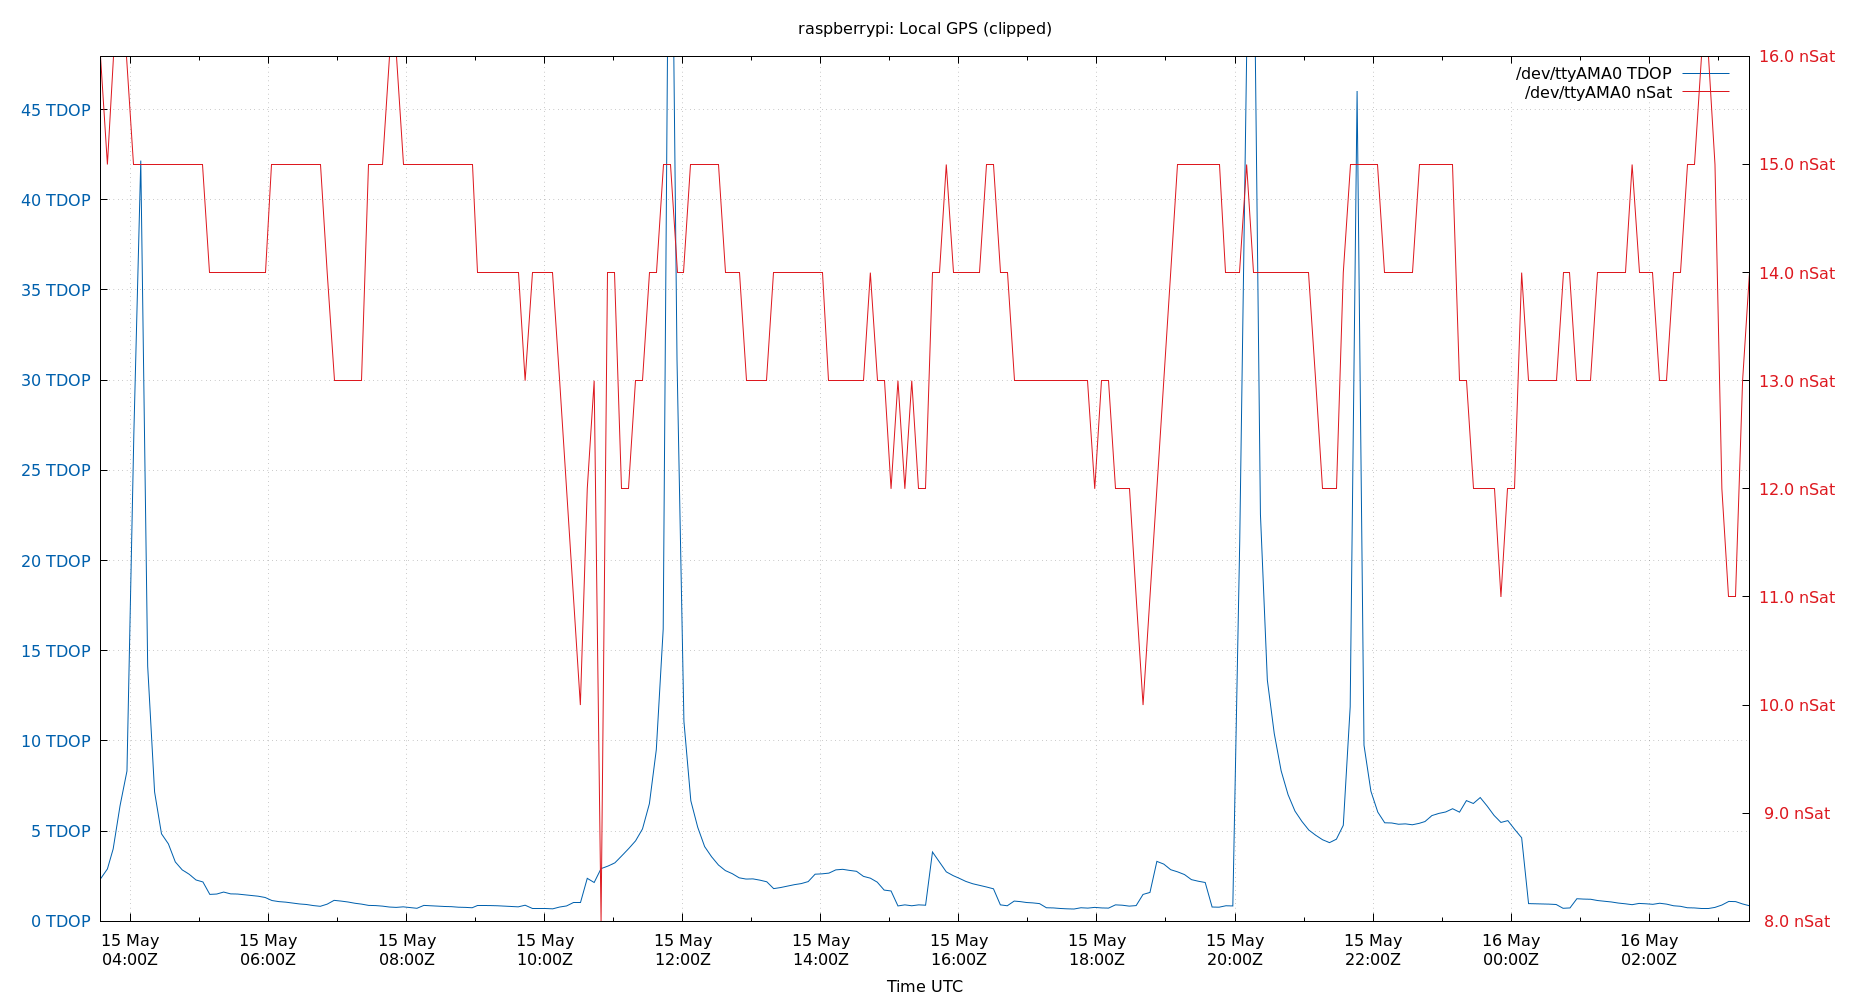 raspberrypi: Local GPS (clipped)
/dev/ttyAMA0 TDOP
/dev/ttyAMA0 nSat
45 TDOP
40 TDOP
35 TDOP
30 TDOP
25 TDOP
20 TDOP
15 TDOP
10 TDOP
5 TDOP
0 TDOP
16.0 nSat
15.0 nSat
14.0 nSat
13.0 nSat
12.0 nSat
11.0 nSat
10.0 nSat
9.0 nSat
8.0 nSat
15 May 15 May 15 May 15 May 15 May 15 May 15 May 15 May 15 May 15 May 16 May 16 May
04:00Z 06:00Z 08:00Z 10:00Z 12:00Z 14:00Z 16:00Z 18:00Z 20:00Z 22:00Z 00:00Z 02:00Z
Time UTC